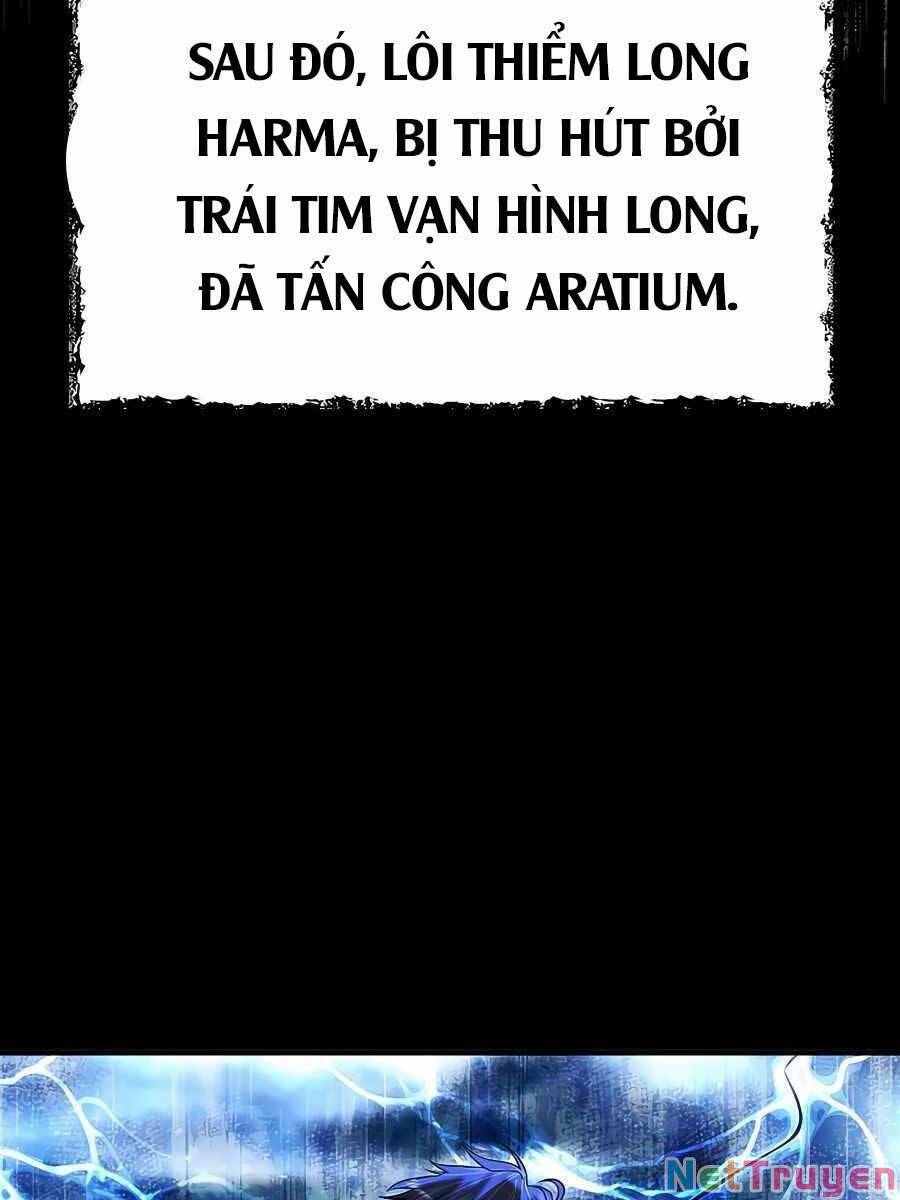 SAU ĐÓ, LÔI THIỂM LONG
HARMA, BỊ THU HÚT BỞI
TRÁI TIM VẠN HÌNH LONG,
ĐÃ TẤN CÔNG ARATIUM.
NetTruyen